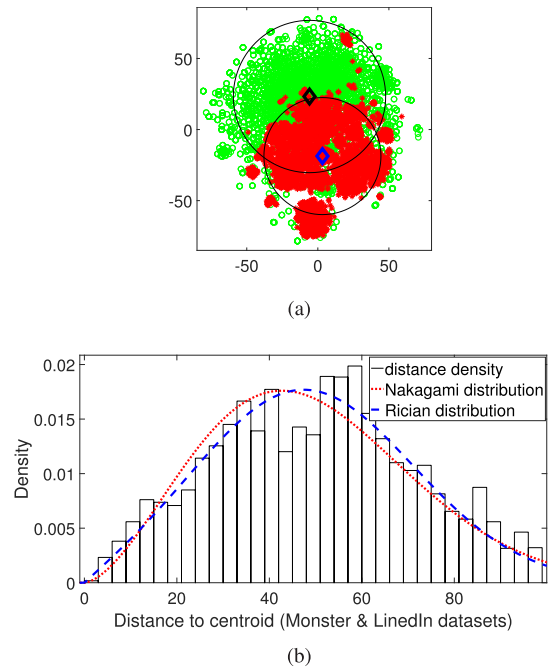 50
0
-50
-50 0 50
(a)
0.02
0.015
0.01
0.005
0
Density
distance density
Nakagami distribution
Rician distribution
0 20 40 60 80
Distance to centroid (Monster & LinedIn datasets)
(b)